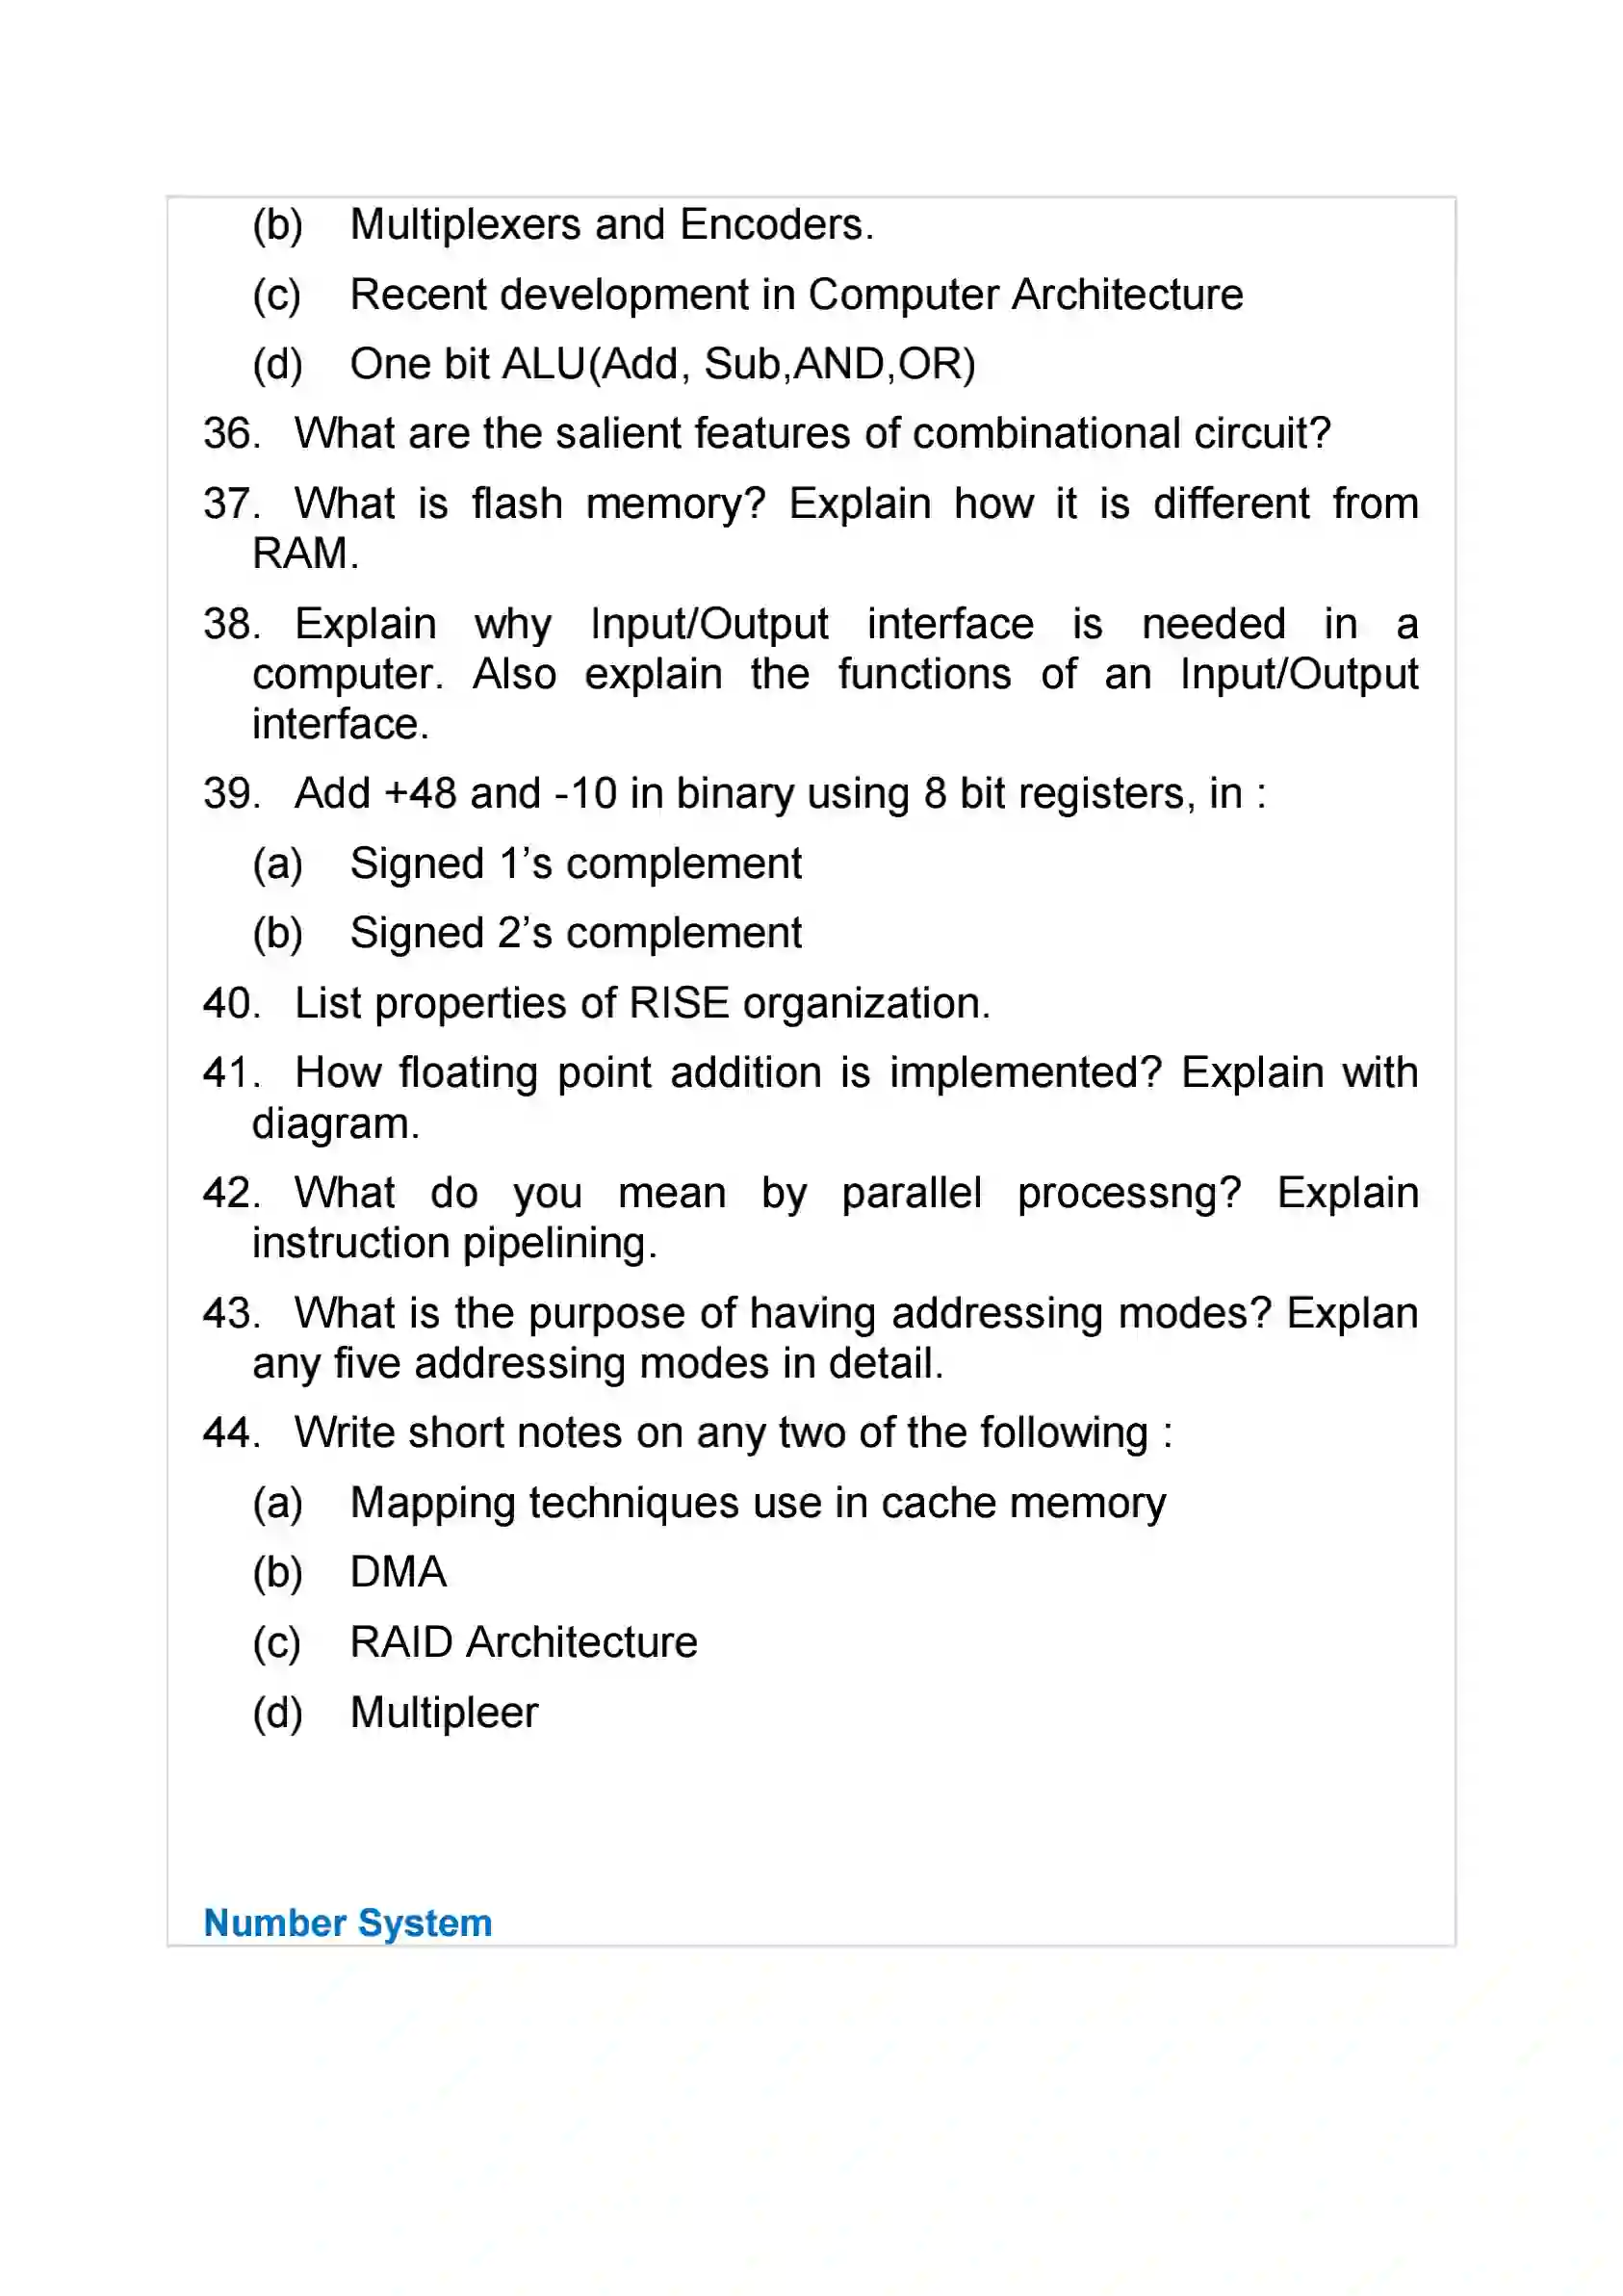 (b) Multiplexers and Encoders.
(c) Recent development in Computer Architecture
(d) One bit ALU(Add, Sub,AND,OR)
36. What are the salient features of combinational circuit?
37. What is flash memory? Explain how it is different from
RAM.
38. Explain why Input/Output interface is needed in a
computer. Also explain the functions of an Input/Output
interface.
39. Add +48 and -10 in binary using 8 bit registers, in :
(a) Signed 1’s complement
(b) Signed 2’s complement
40. List properties of RISE organization.
41. How floating point addition is implemented? Explain with
diagram.
42. What do you mean by parallel processng? Explain
instruction pipelining.
43. What is the purpose of having addressing modes? Explan
any five addressing modes in detail.
44. Write short notes on any two of the following :
(a) Mapping techniques use in cache memory
(b) DMA
(c) RAID Architecture
(d) Multipleer
Number System